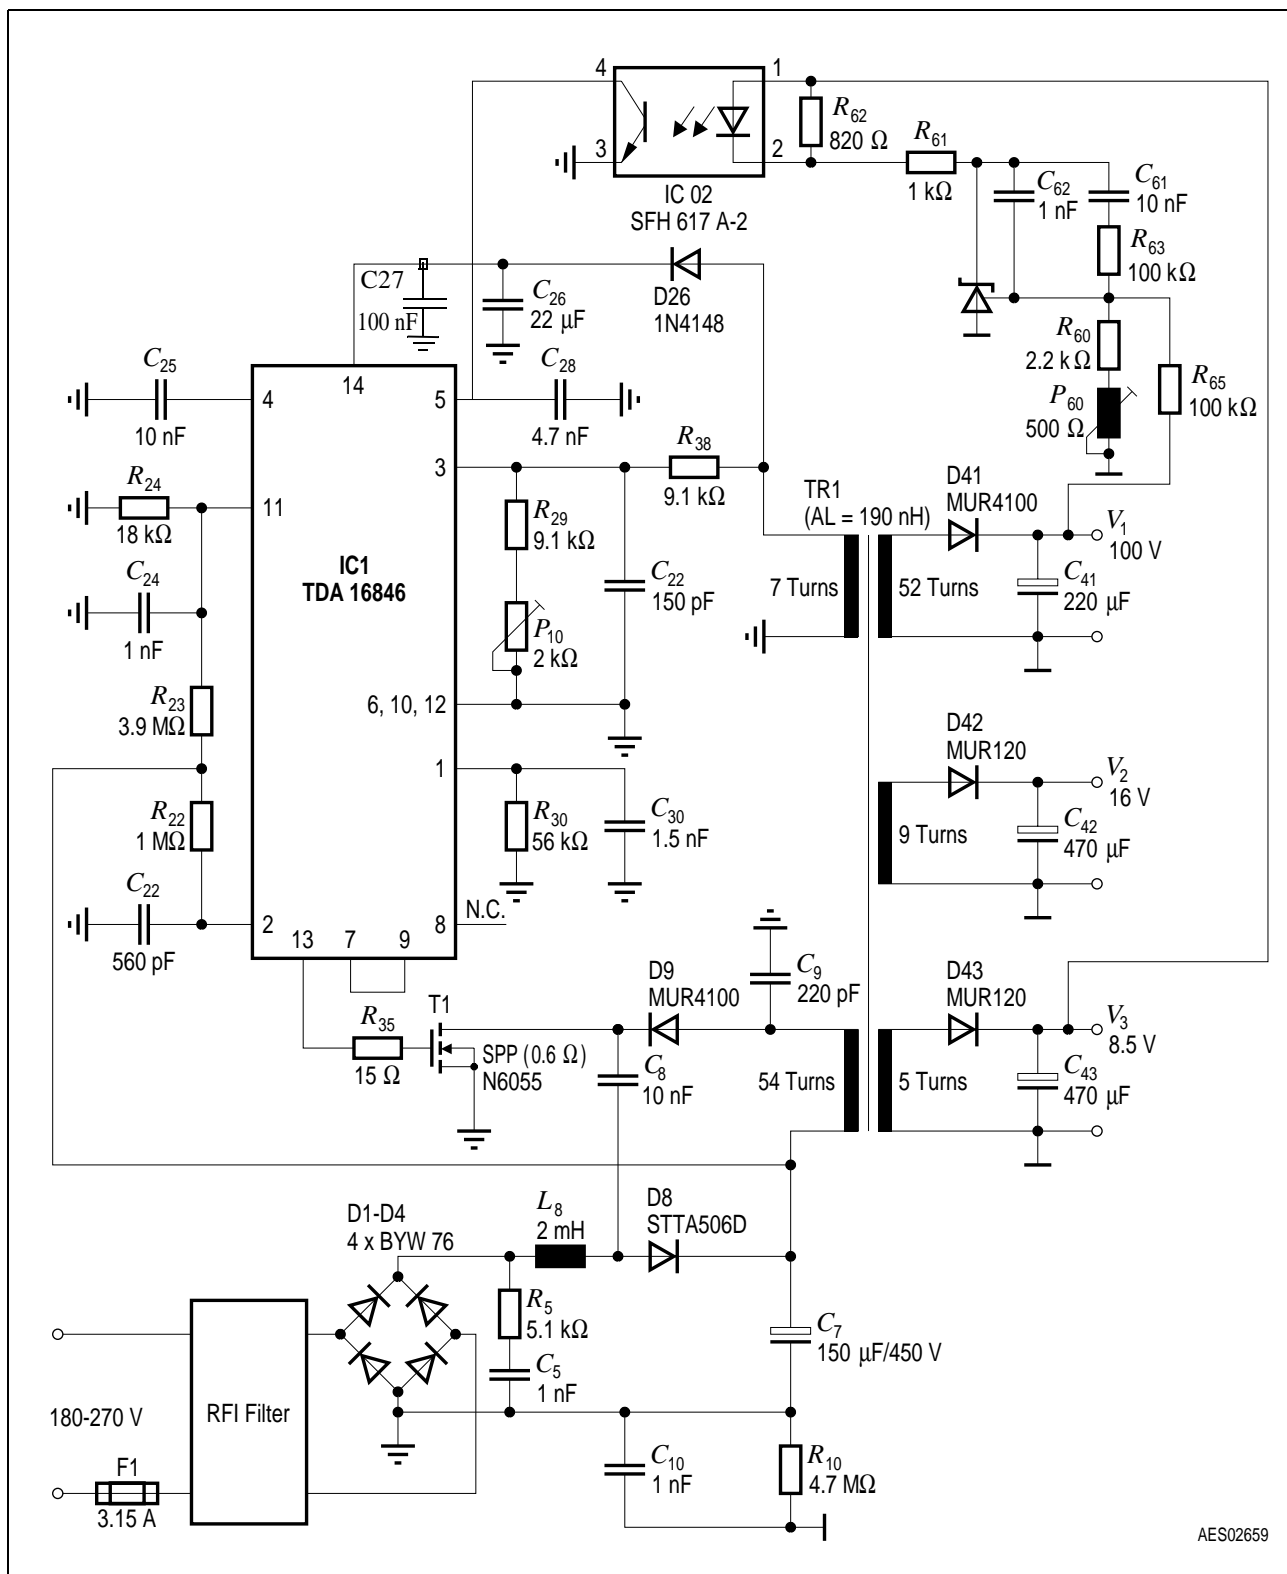 4
1
3
2
IC 02
SFH 617 A-2
R62
820 Ω
R61
1 kΩ
C62
1 nF
C61
10 nF
R63
100 kΩ
C27
100 nF
C26
22 µF
D26
1N4148
R60
2.2 kΩ
P60
500 Ω
R65
100 kΩ
C25
10 nF
4
14
5
C28
4.7 nF
R24
18 kΩ
11
3
R38
9.1 kΩ
R29
9.1 kΩ
C24
1 nF
IC1
TDA 16846
C22
150 pF
P10
2 kΩ
TR1
(AL = 190 nH)
7 Turns
52 Turns
D41
MUR4100
V1
100 V
C41
220 µF
R23
3.9 MΩ
6, 10, 12
1
R22
1 MΩ
R30
56 kΩ
C30
1.5 nF
D42
MUR120
V2
16 V
9 Turns
C42
470 µF
C22
560 pF
2
13
7
9
8
N.C.
D9
MUR4100
C9
220 pF
D43
MUR120
V3
8.5 V
R35
15 Ω
T1
SPP (0.6 Ω)
N6055
C8
10 nF
54 Turns
5 Turns
C43
470 µF
D1-D4
4 x BYW 76
L8
2 mH
D8
STTA506D
R5
5.1 kΩ
C5
1 nF
C7
150 µF/450 V
180-270 V
RFI Filter
F1
3.15 A
C10
1 nF
R10
4.7 MΩ
AES02659